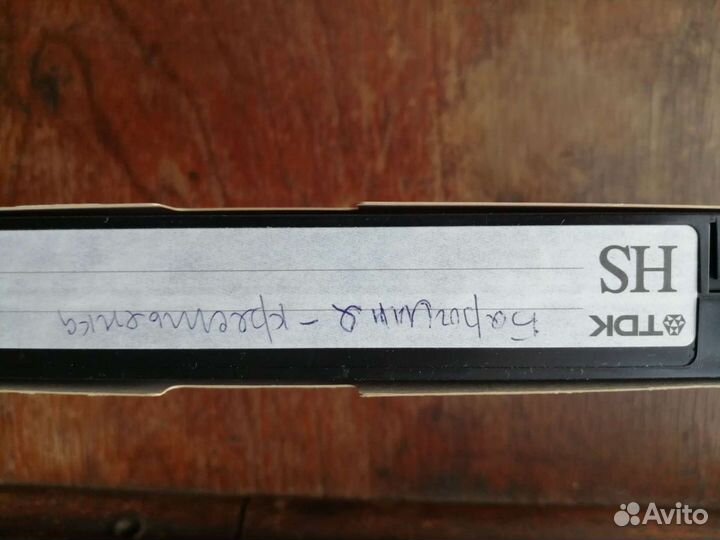 TDK
HS
Барышня - крестьянка
Avito